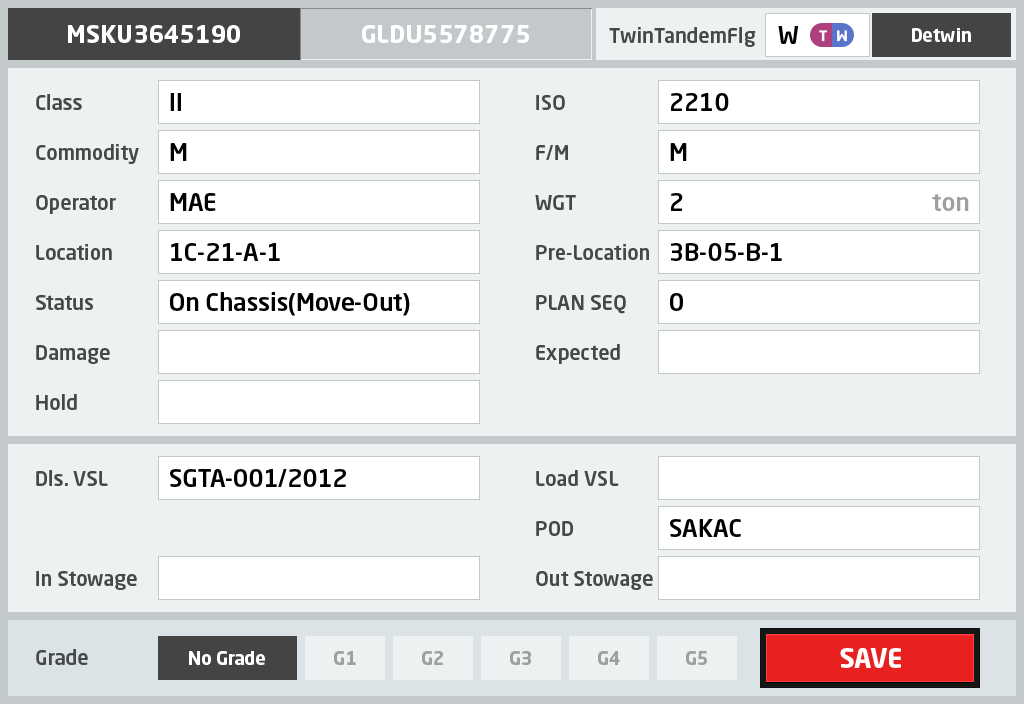 MSKU3645190 GLDU5578775 TwinTandemFlg W T W Detwin
Class II ISO 2210
Commodity M F/M M
Operator MAE WGT 2 ton
Location 1C-21-A-1 Pre-Location 3B-05-B-1
Status On Chassis(Move-Out) PLAN SEQ 0
Damage Expected
Hold
Dls. VSL SGTA-001/2012 Load VSL
POD SAKAC
In Stowage Out Stowage
Grade No Grade G1 G2 G3 G4 G5 SAVE